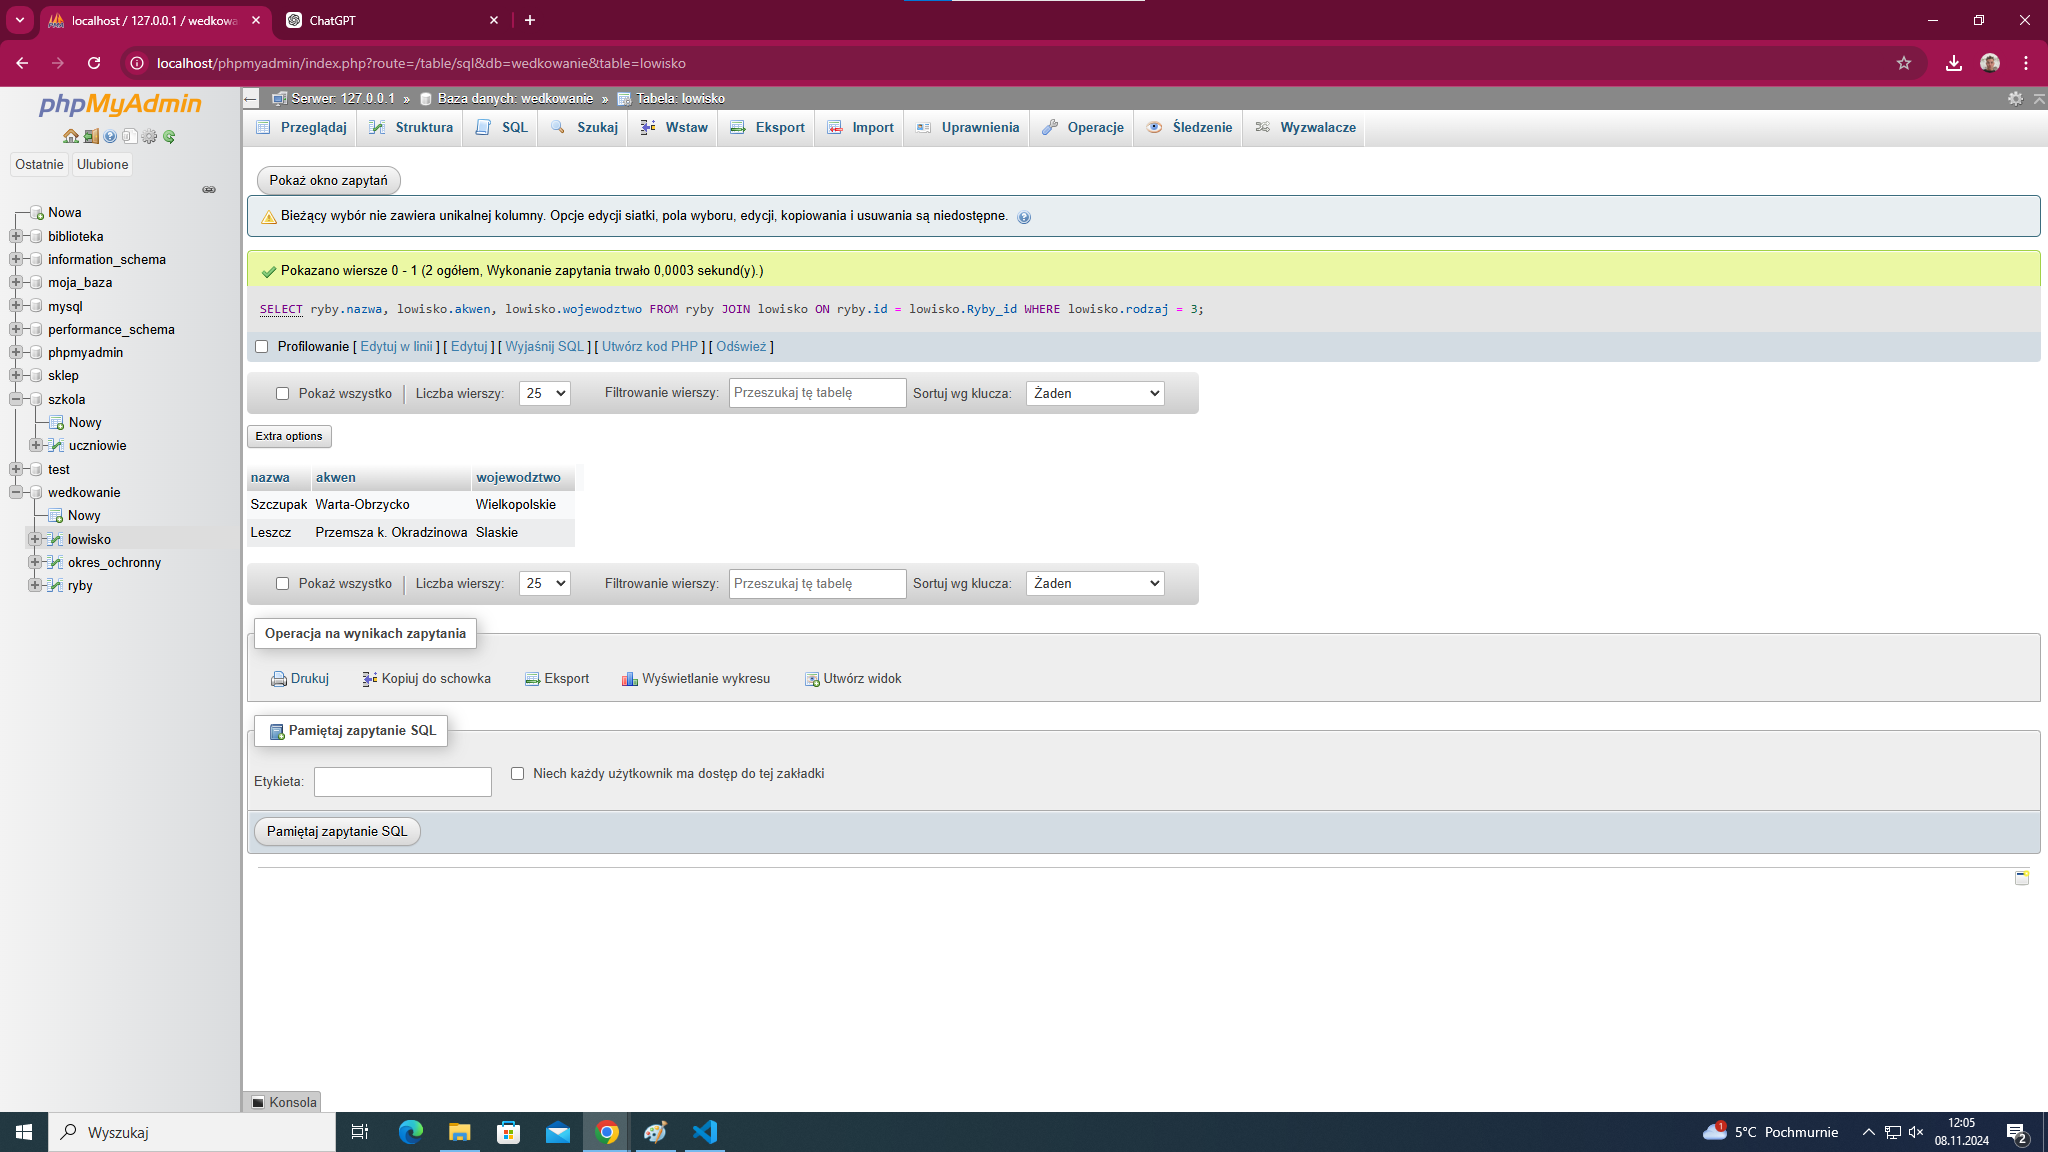 localhost / 127.0.0.1 / wedkowa
ChatGPT
localhost/phpmyadmin/index.php?route=/table/sql&db=wedkowanie&table=lowisko
phpMyAdmin
Ostatnie
Ulubione
Nowa
biblioteka
information_schema
moja_baza
mysql
performance_schema
phpmyadmin
sklep
szkola
Nowy
uczniowie
test
wedkowanie
Nowy
lowisko
okres_ochronny
ryby
Serwer: 127.0.0.1 » Baza danych: wedkowanie » Tabela: lowisko
Przeglądaj Struktura SQL Szukaj Wstaw Eksport Import Uprawnienia Operacje Śledzenie Wyzwalacze
Pokaż okno zapytań
Bieżący wybór nie zawiera unikalnej kolumny. Opcje edycji siatki, pola wyboru, edycji, kopiowania i usuwania są niedostępne.
Pokazano wiersze 0 - 1 (2 ogółem, Wykonanie zapytania trwało 0,0003 sekund(y).)
SELECT ryby.nazwa, lowisko.akwen, lowisko.wojewodztwo FROM ryby JOIN lowisko ON ryby.id = lowisko.Ryby_id WHERE lowisko.rodzaj = 3;
Profilowanie [ Edytuj w linii ] [ Edytuj ] [ Wyjaśnij SQL ] [ Utwórz kod PHP ] [ Odśwież ]
Pokaż wszystko Liczba wierszy: 25 Filtrowanie wierszy: Przeszukaj tę tabelę Sortuj wg klucza: Żaden
Extra options
nazwa akwen wojewodztwo
Szczupak Warta-Obrzycko Wielkopolskie
Leszcz Przemsza k. Okradzinowa Slaskie
Pokaż wszystko Liczba wierszy: 25 Filtrowanie wierszy: Przeszukaj tę tabelę Sortuj wg klucza: Żaden
Operacja na wynikach zapytania
Drukuj Kopiuj do schowka Eksport Wyświetlanie wykresu Utwórz widok
Pamiętaj zapytanie SQL
Etykieta: Niech każdy użytkownik ma dostęp do tej zakładki
Pamiętaj zapytanie SQL
Konsola
Wyszukaj
1
5°C Pochmurnie
12:05
08.11.2024
2